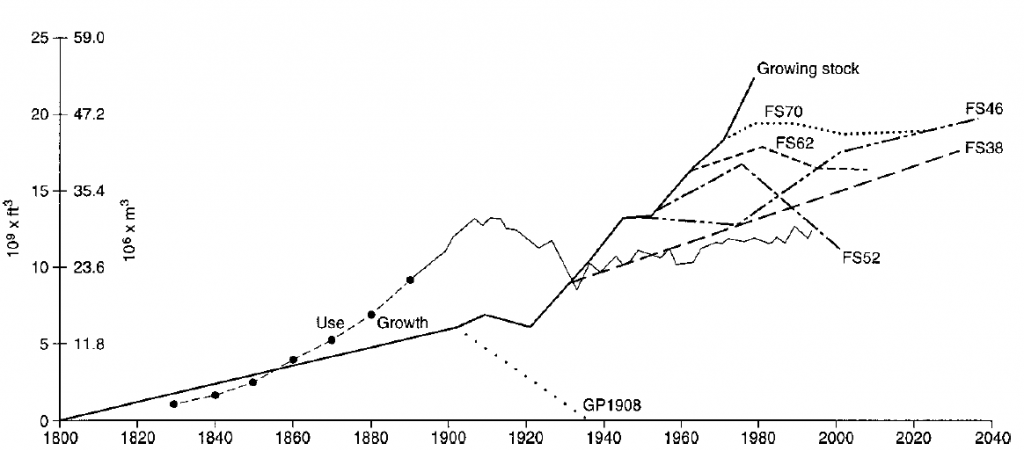 25 59.0
Growing stock
20 47.2
FS70
FS46
FS62
FS38
15 35.4
10⁹ x ft³
10⁶ x m³
10 23.6
FS52
Use Growth
5 11.8
GP1908
0
1800 1820 1840 1860 1880 1900 1920 1940 1960 1980 2000 2020 2040